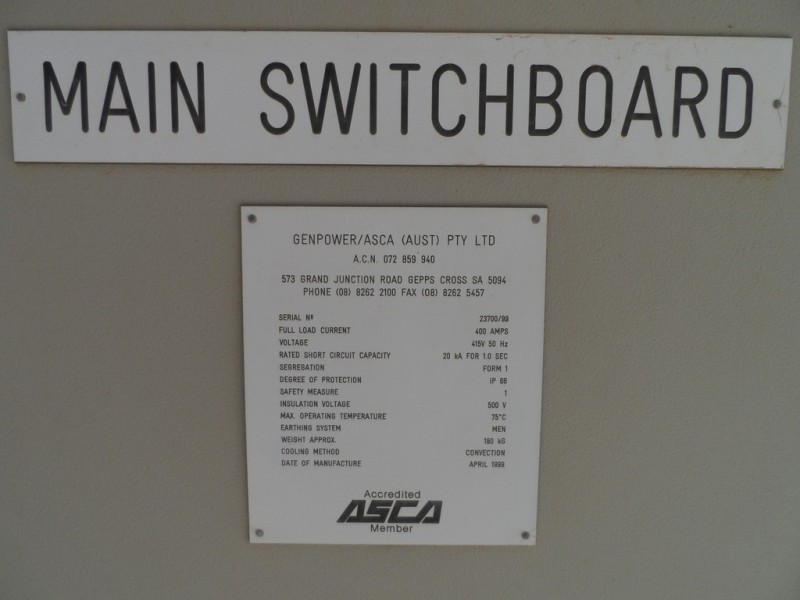 MAIN SWITCHBOARD
GENPOWER/ASCA (AUST) PTY LTD
A.C.N. 072 859 940
573 GRAND JUNCTION ROAD GEPPS CROSS SA 5094
PHONE (08) 8262 2100 FAX (08) 8262 5457
SERIAL Nº 23700/99
FULL LOAD CURRENT 400 AMPS
VOLTAGE 415V 50 Hz
RATED SHORT CIRCUIT CAPACITY 20 kA FOR 1.0 SEC
SEGREGATION FORM 1
DEGREE OF PROTECTION IP 66
SAFETY MEASURE 1
INSULATION VOLTAGE 500 V
MAX. OPERATING TEMPERATURE 75°C
EARTHING SYSTEM MEN
WEIGHT APPROX. 180 kG
COOLING METHOD CONVECTION
DATE OF MANUFACTURE APRIL 1999
Accredited
ASCA
Member